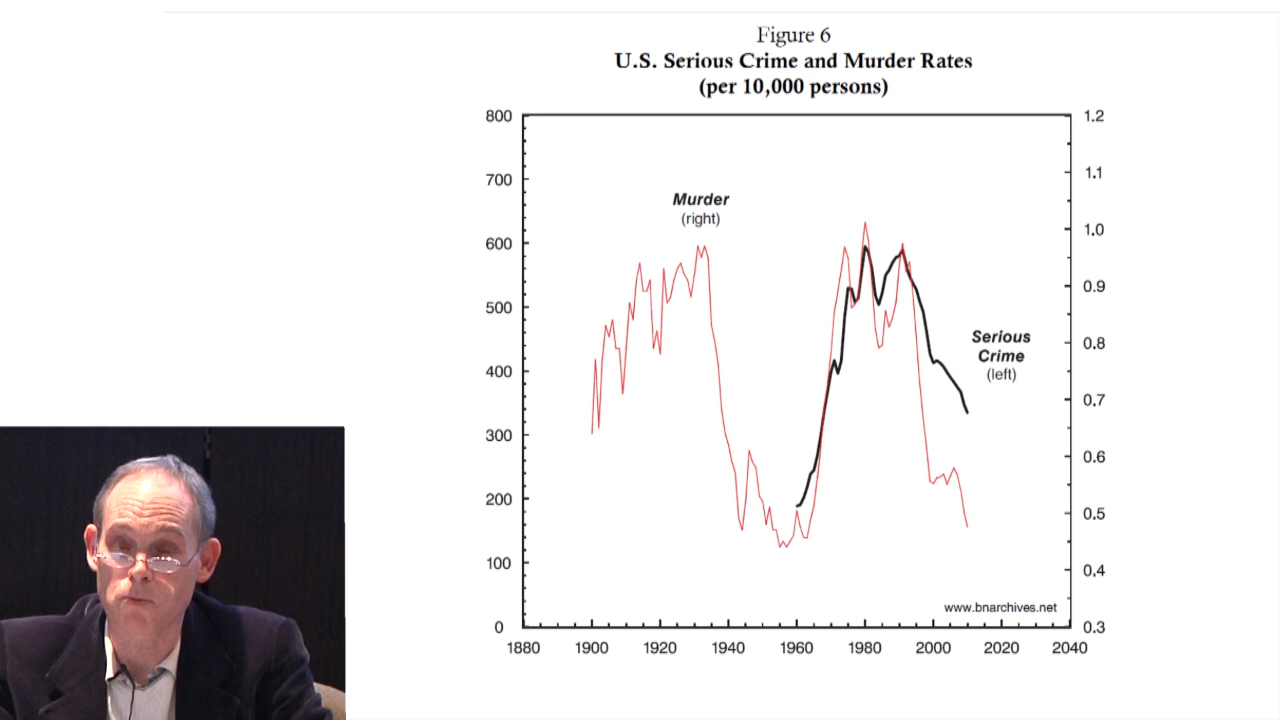 Figure 6
U.S. Serious Crime and Murder Rates
(per 10,000 persons)
800
700
600
500
400
300
200
100
0
Murder
(right)
Serious
Crime
(left)
www.bnarchives.net
1.2
1.1
1.0
0.9
0.8
0.7
0.6
0.5
0.4
0.3
1880 1900 1920 1940 1960 1980 2000 2020 2040